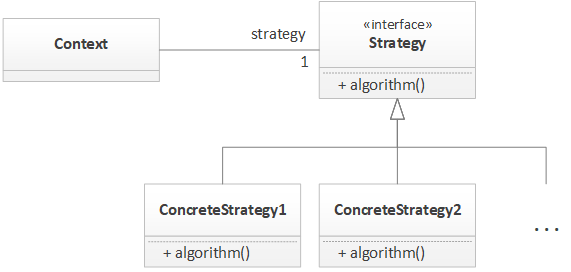 Context
strategy
1
«interface»
Strategy
+ algorithm()
ConcreteStrategy1
+ algorithm()
ConcreteStrategy2
+ algorithm()
...